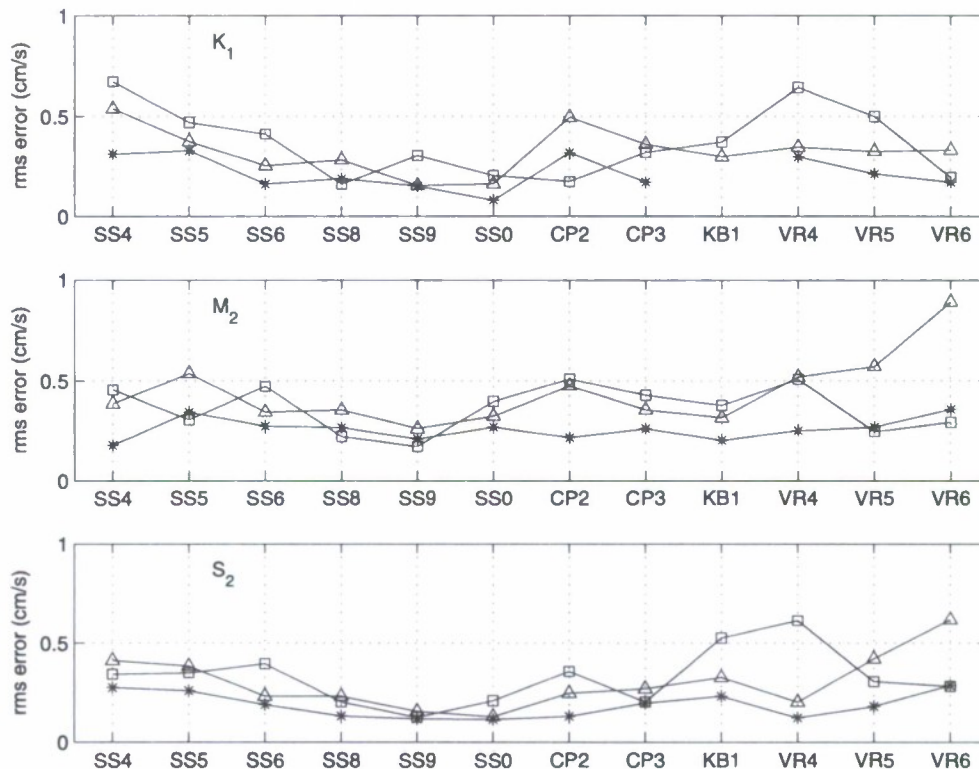 1
K1
0.5
rms error (cm/s)
0
SS4 SS5 SS6 SS8 SS9 SS0 CP2 CP3 KB1 VR4 VR5 VR6
1
M2
0.5
rms error (cm/s)
0
SS4 SS5 SS6 SS8 SS9 SS0 CP2 CP3 KB1 VR4 VR5 VR6
1
S2
0.5
rms error (cm/s)
0
SS4 SS5 SS6 SS8 SS9 SS0 CP2 CP3 KB1 VR4 VR5 VR6